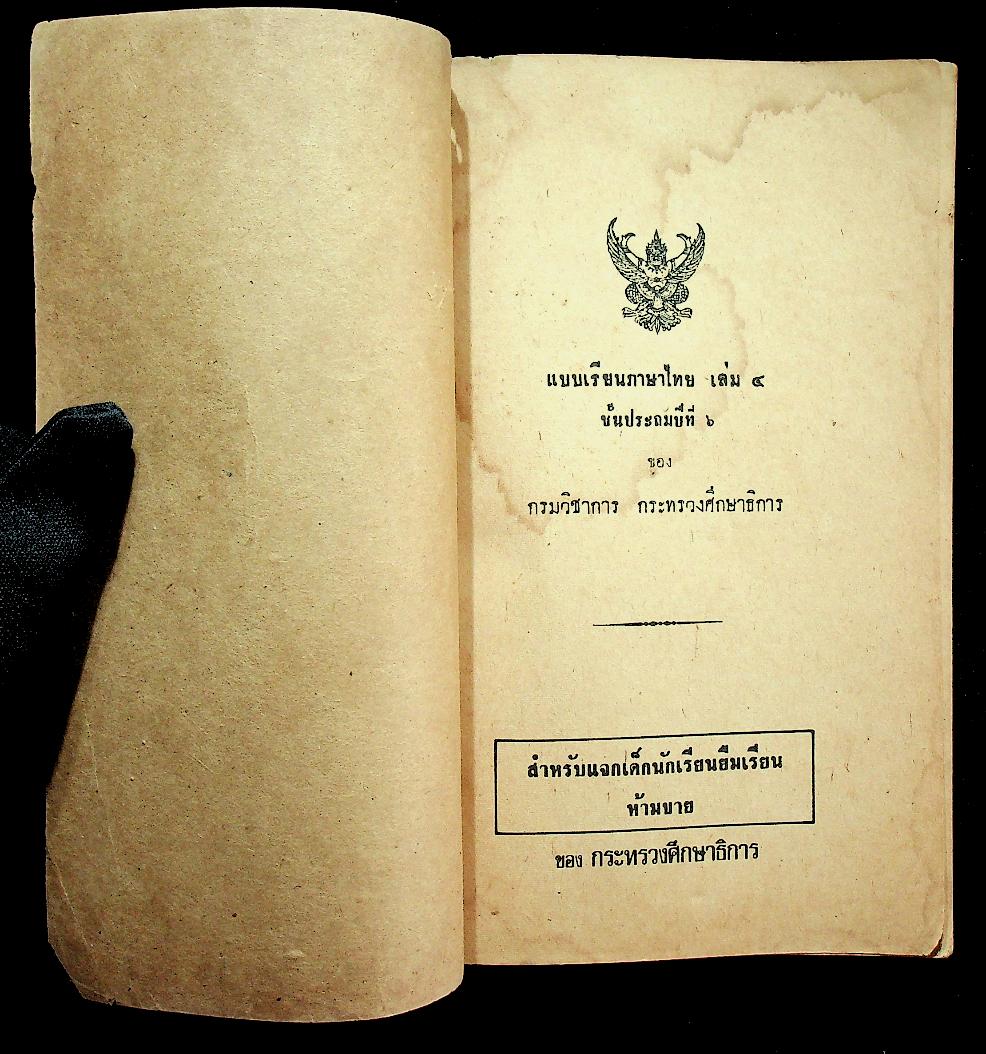 แบบเรียนภาษาไทย เล่ม ๔
ชั้นประถมปีที่ ๖
ของ
กรมวิชาการ กระทรวงศึกษาธิการ
สำหรับแจกเด็กนักเรียนยืมเรียน
ห้ามขาย
ของ กระทรวงศึกษาธิการ